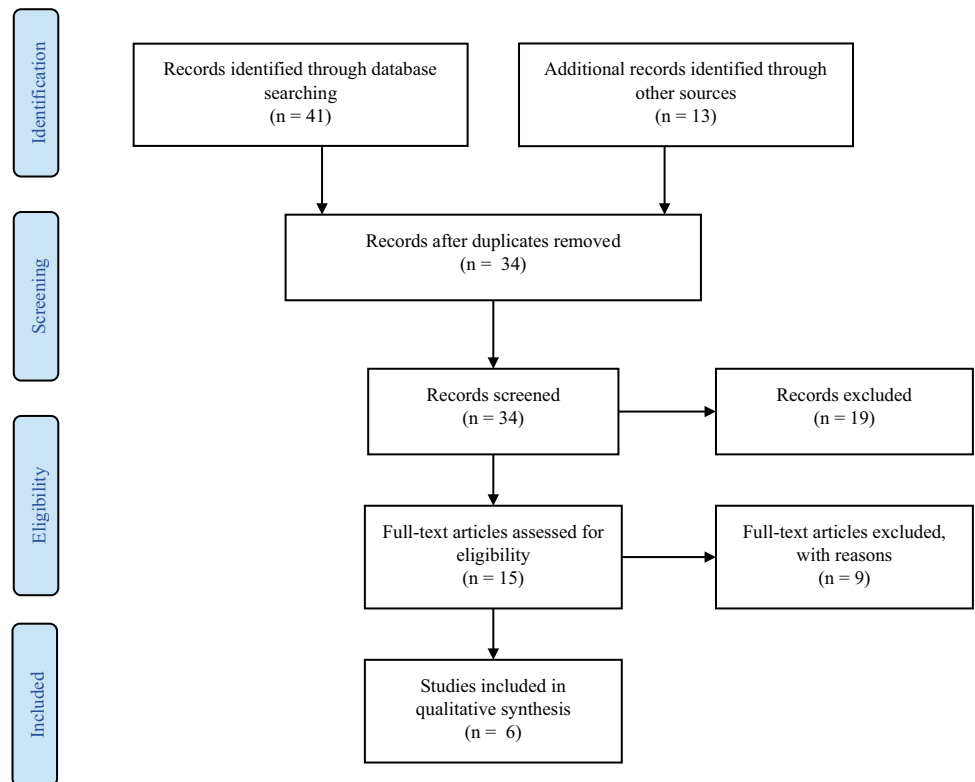 Identification
Records identified through database
searching
(n = 41)
Additional records identified through
other sources
(n = 13)
Screening
Records after duplicates removed
(n = 34)
Records screened
(n = 34)
Records excluded
(n = 19)
Eligibility
Full-text articles assessed for
eligibility
(n = 15)
Full-text articles excluded,
with reasons
(n = 9)
Included
Studies included in
qualitative synthesis
(n = 6)